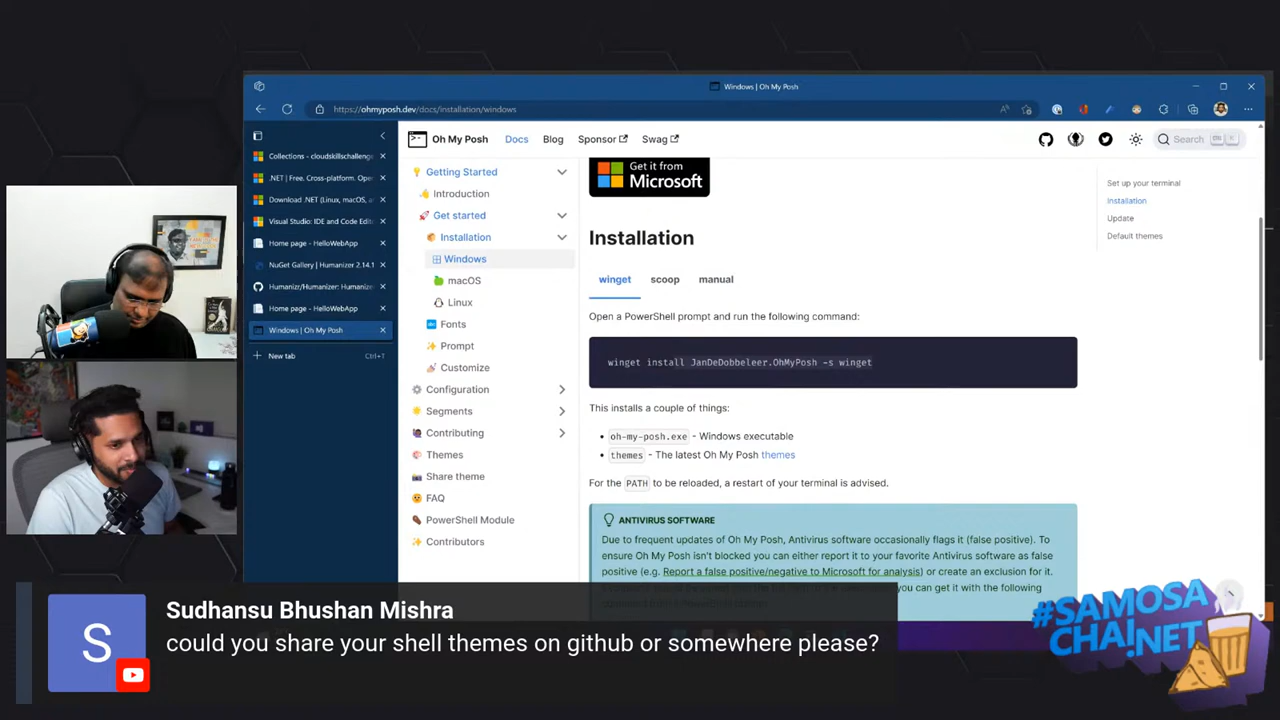 Windows | Oh My Posh
https://ohmyposh.dev/docs/installation/windows
Collections - cloudskillschalleng
.NET | Free. Cross-platform. Ope
Download .NET (Linux, macOS, a
Visual Studio: IDE and Code Edit
Home page - HelloWebApp
NuGet Gallery | Humanizer 2.14.1
Humanizr/Humanizer: Humaniz
Home page - HelloWebApp
Windows | Oh My Posh
New tab
Ctrl+T
Oh My Posh
Docs
Blog
Sponsor
Swag
Search
Getting Started
Introduction
Get started
Installation
Windows
macOS
Linux
Fonts
Prompt
Customize
Configuration
Segments
Contributing
Themes
Share theme
FAQ
PowerShell Module
Contributors
Get it from
Microsoft
Installation
winget scoop manual
Open a PowerShell prompt and run the following command:
winget install JanDeDobbeleer.OhMyPosh -s winget
This installs a couple of things:
• oh-my-posh.exe - Windows executable
• themes - The latest Oh My Posh themes
For the PATH to be reloaded, a restart of your terminal is advised.
ANTIVIRUS SOFTWARE
Due to frequent updates of Oh My Posh, Antivirus software occasionally flags it (false positive). To
ensure Oh My Posh isn't blocked you can either report it to your favorite Antivirus software as false
positive (e.g. Report a false positive/negative to Microsoft for analysis) or create an exclusion for it.
you can get it with the following
Set up your terminal
Installation
Update
Default themes
S
Sudhansu Bhushan Mishra
could you share your shell themes on github or somewhere please?
#SAMOSA
CHAI.NET